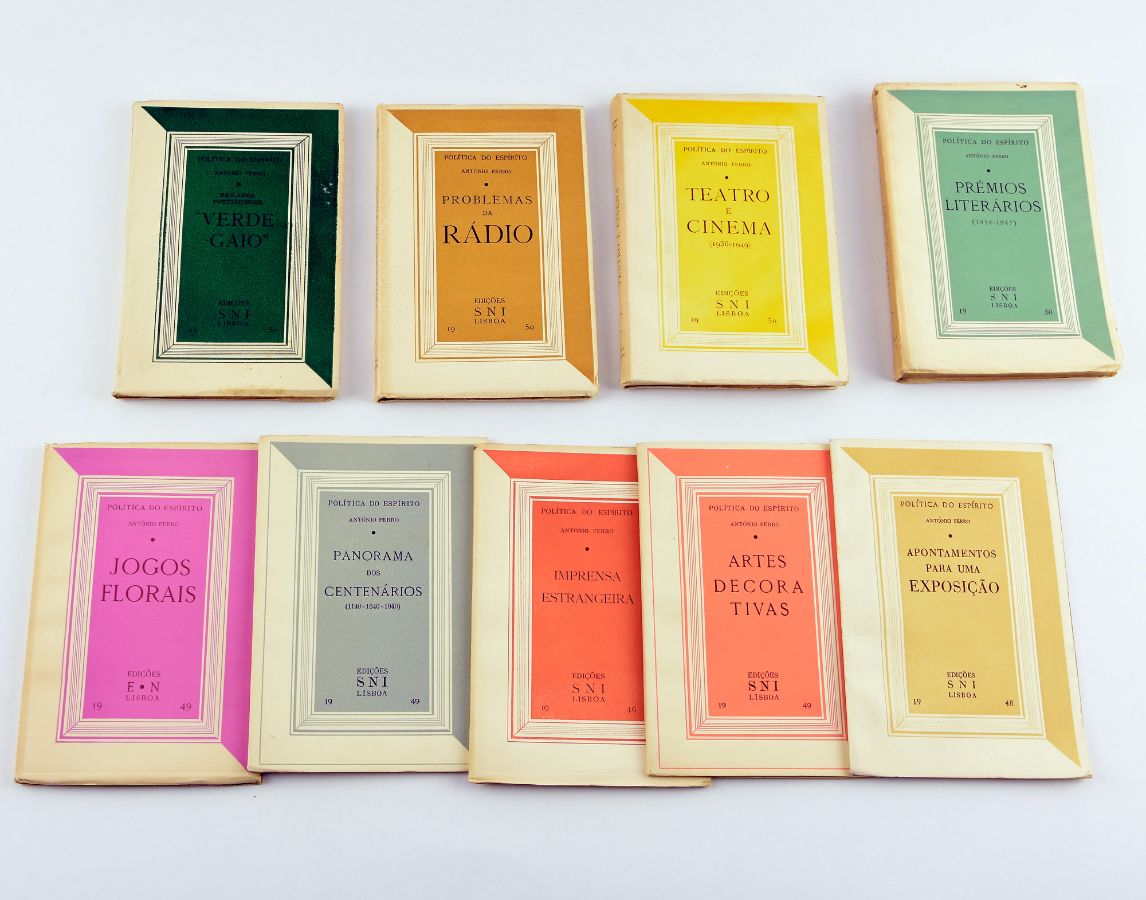 POLÍTICA DO ESPÍRITO
ANTÓNIO FERRO
BAILADOS
PORTUGUESES
"VERDE
GAIO"
EDIÇÕES
SNI
LISBOA
19 50
POLÍTICA DO ESPÍRITO
ANTÓNIO FERRO
PROBLEMAS
DA
RÁDIO
EDIÇÕES
SNI
LISBOA
19 50
POLÍTICA DO ESPÍRITO
ANTÓNIO FERRO
TEATRO
E
CINEMA
(1936-1949)
EDIÇÕES
SNI
LISBOA
19 50
POLÍTICA DO ESPÍRITO
ANTÓNIO FERRO
PRÉMIOS
LITERÁRIOS
(1934-1947)
EDIÇÕES
SNI
LISBOA
19 50
POLÍTICA DO ESPÍRITO
ANTÓNIO FERRO
JOGOS
FLORAIS
EDIÇÕES
E•N
LISBOA
19 49
POLÍTICA DO ESPÍRITO
ANTÓNIO FERRO
PANORAMA
DOS
CENTENÁRIOS
(1140-1640-1940)
EDIÇÕES
SNI
LISBOA
19 49
POLÍTICA DO ESPÍRITO
ANTÓNIO FERRO
IMPRENSA
ESTRANGEIRA
EDIÇÕES
SNI
LISBOA
19 49
POLÍTICA DO ESPÍRITO
ANTÓNIO FERRO
ARTES
DECORA
TIVAS
EDIÇÕES
SNI
LISBOA
19 49
POLÍTICA DO ESPÍRITO
ANTÓNIO FERRO
APONTAMENTOS
PARA UMA
EXPOSIÇÃO
EDIÇÕES
SNI
LISBOA
19 48